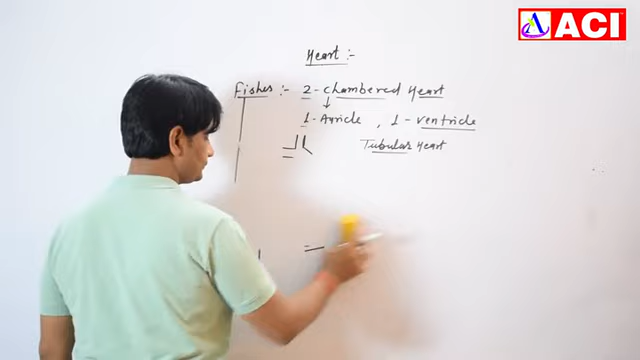 ACI
Heart :-
Fishes :- 2-chambered Heart
1-Auricle , 1-ventricle
Tubular Heart